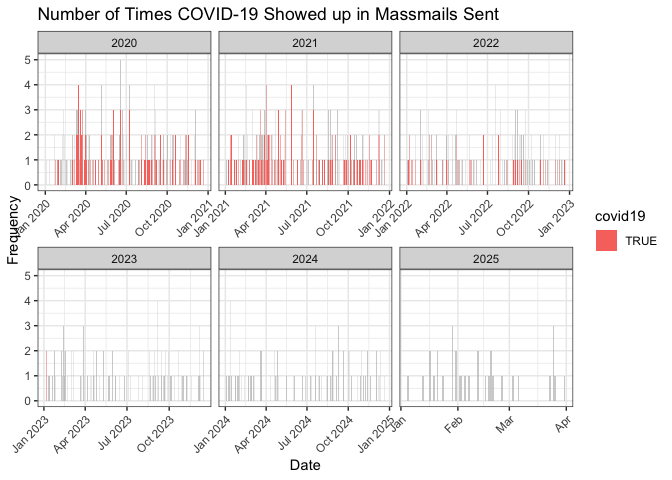 Number of Times COVID-19 Showed up in Massmails Sent
2020 2021 2022
5
4
3
2
1
0
Jan 2020 Apr 2020 Jul 2020 Oct 2020 Jan 2021 Jan 2021 Apr 2021 Jul 2021 Oct 2021 Jan 2022 Jan 2022 Apr 2022 Jul 2022 Oct 2022 Jan 2023
Frequency
covid19
TRUE
2023 2024 2025
5
4
3
2
1
0
Jan 2023 Apr 2023 Jul 2023 Oct 2023 Jan 2024 Apr 2024 Jul 2024 Oct 2024 Jan 2025 Jan Feb Mar Apr
Date